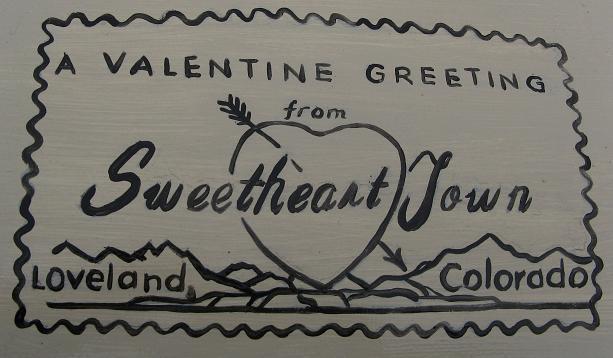 A VALENTINE GREETING
from
Sweetheart Town
Loveland, Colorado